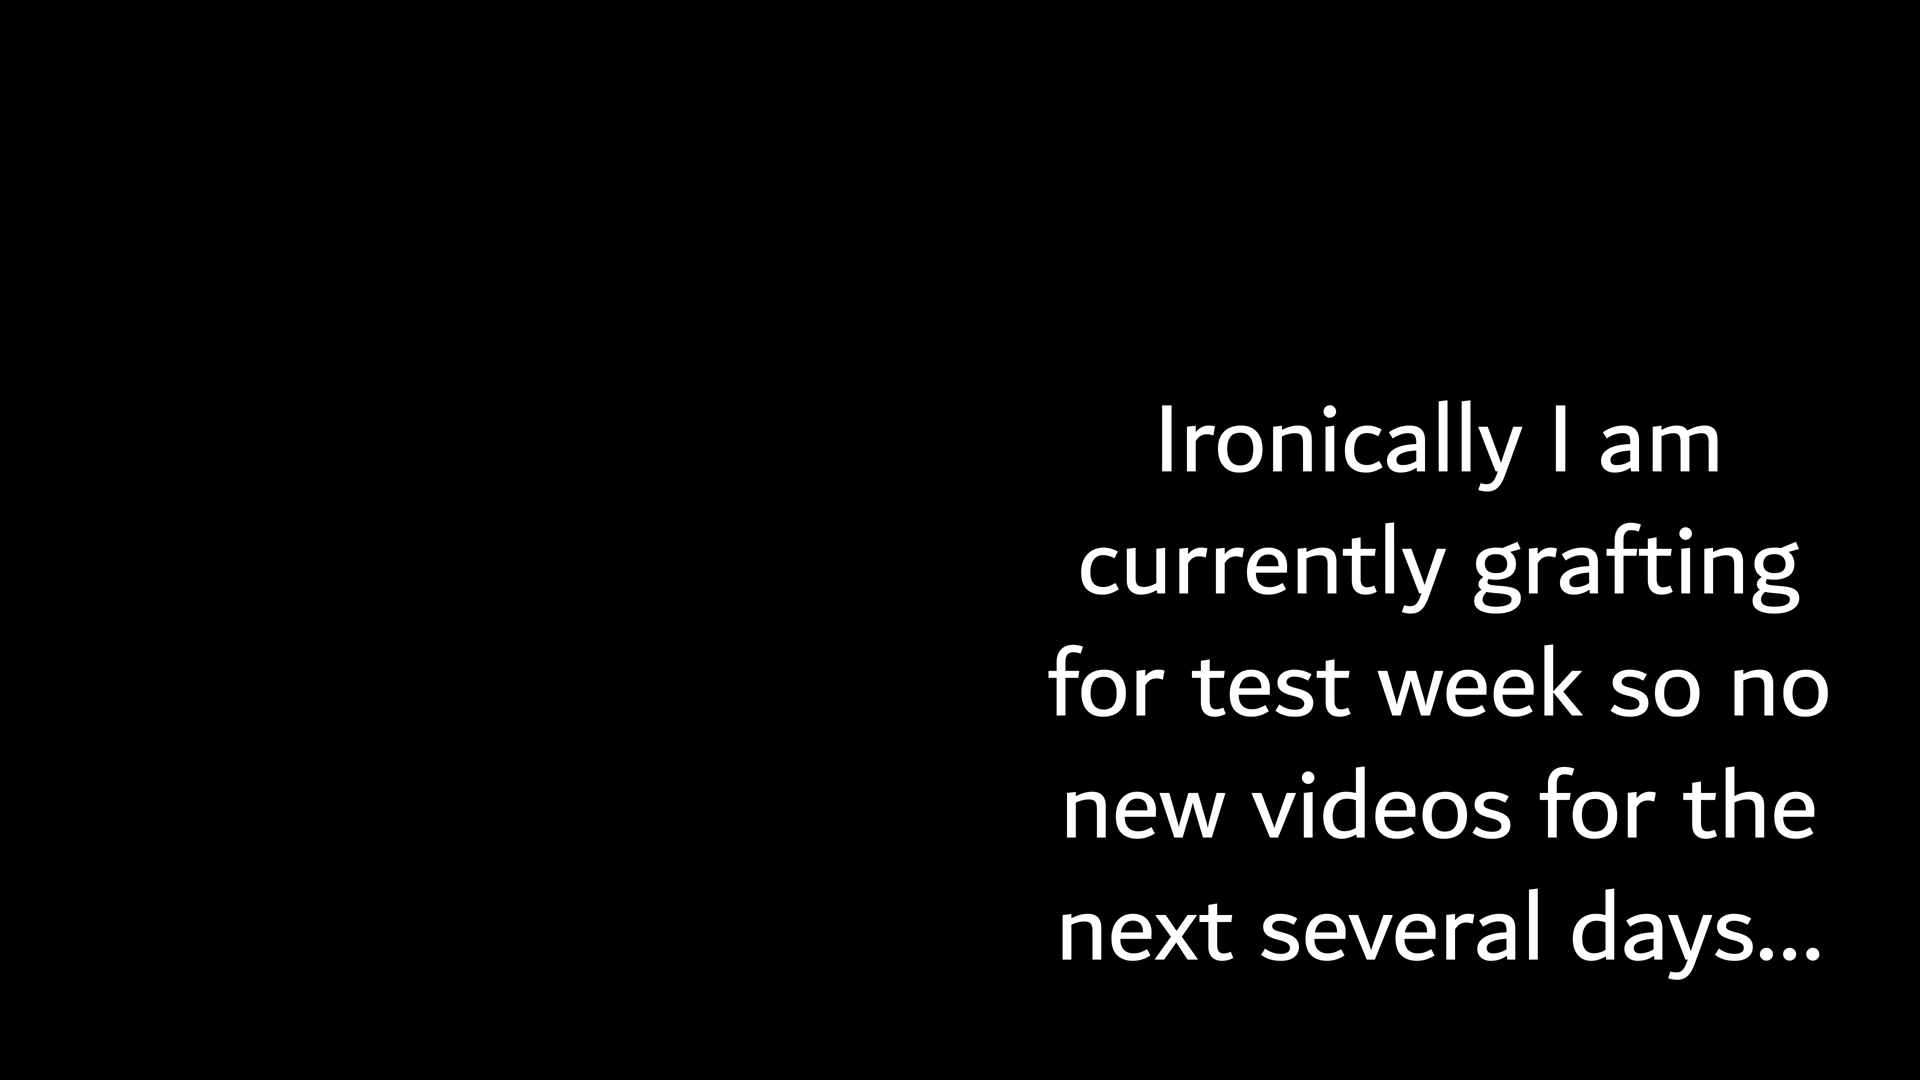 Ironically I am
currently grafting
for test week so no
new videos for the
next several days...